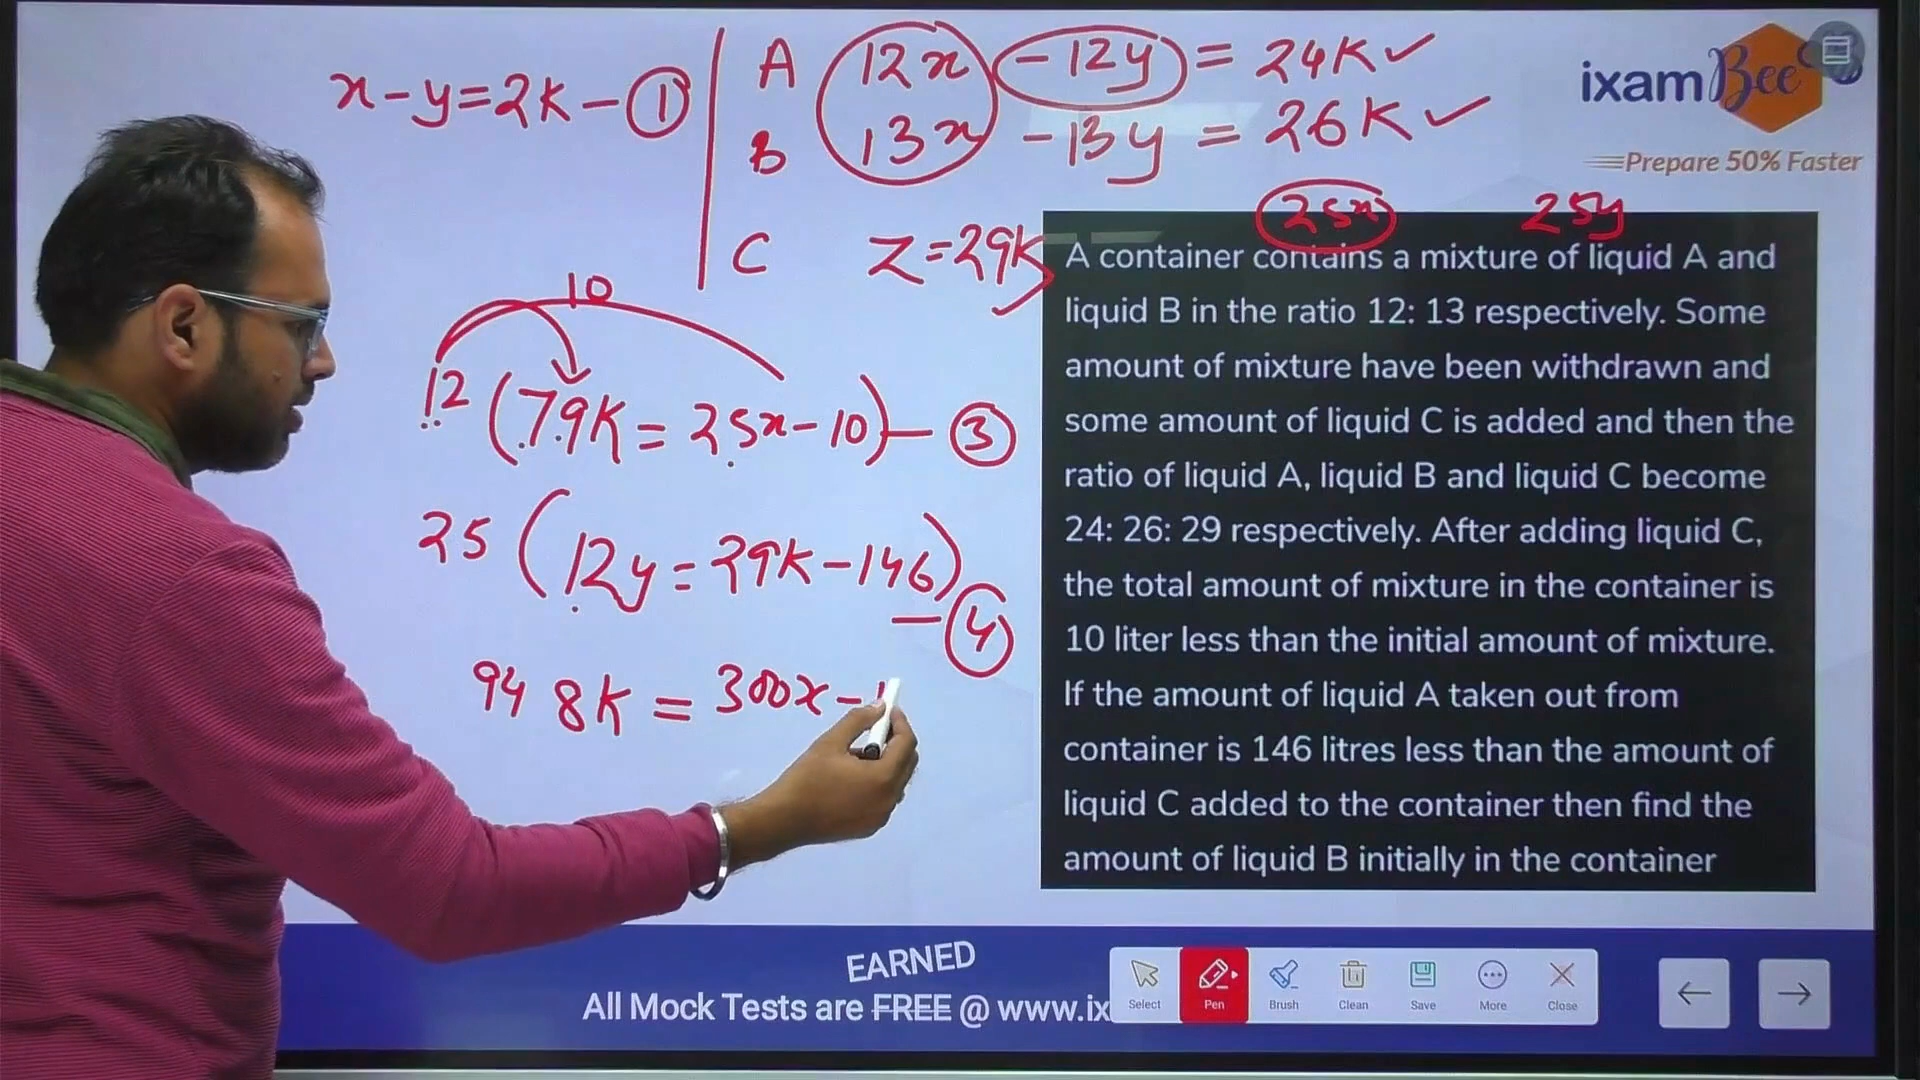 x-y=2K-①
A 12x -12y = 24K✓
B 13x -13y = 26K✓
C Z=29K
10
12 (79K = 25x-10)-③
25 (12y = 29K-146)-④
948K = 300x-
ixamBee
Prepare 50% Faster
25x 25y
A container contains a mixture of liquid A and
liquid B in the ratio 12: 13 respectively. Some
amount of mixture have been withdrawn and
some amount of liquid C is added and then the
ratio of liquid A, liquid B and liquid C become
24: 26: 29 respectively. After adding liquid C,
the total amount of mixture in the container is
10 liter less than the initial amount of mixture.
If the amount of liquid A taken out from
container is 146 litres less than the amount of
liquid C added to the container then find the
amount of liquid B initially in the container
EARNED
All Mock Tests are FREE @ www.ix
Select Pen Brush Clean Save More Close